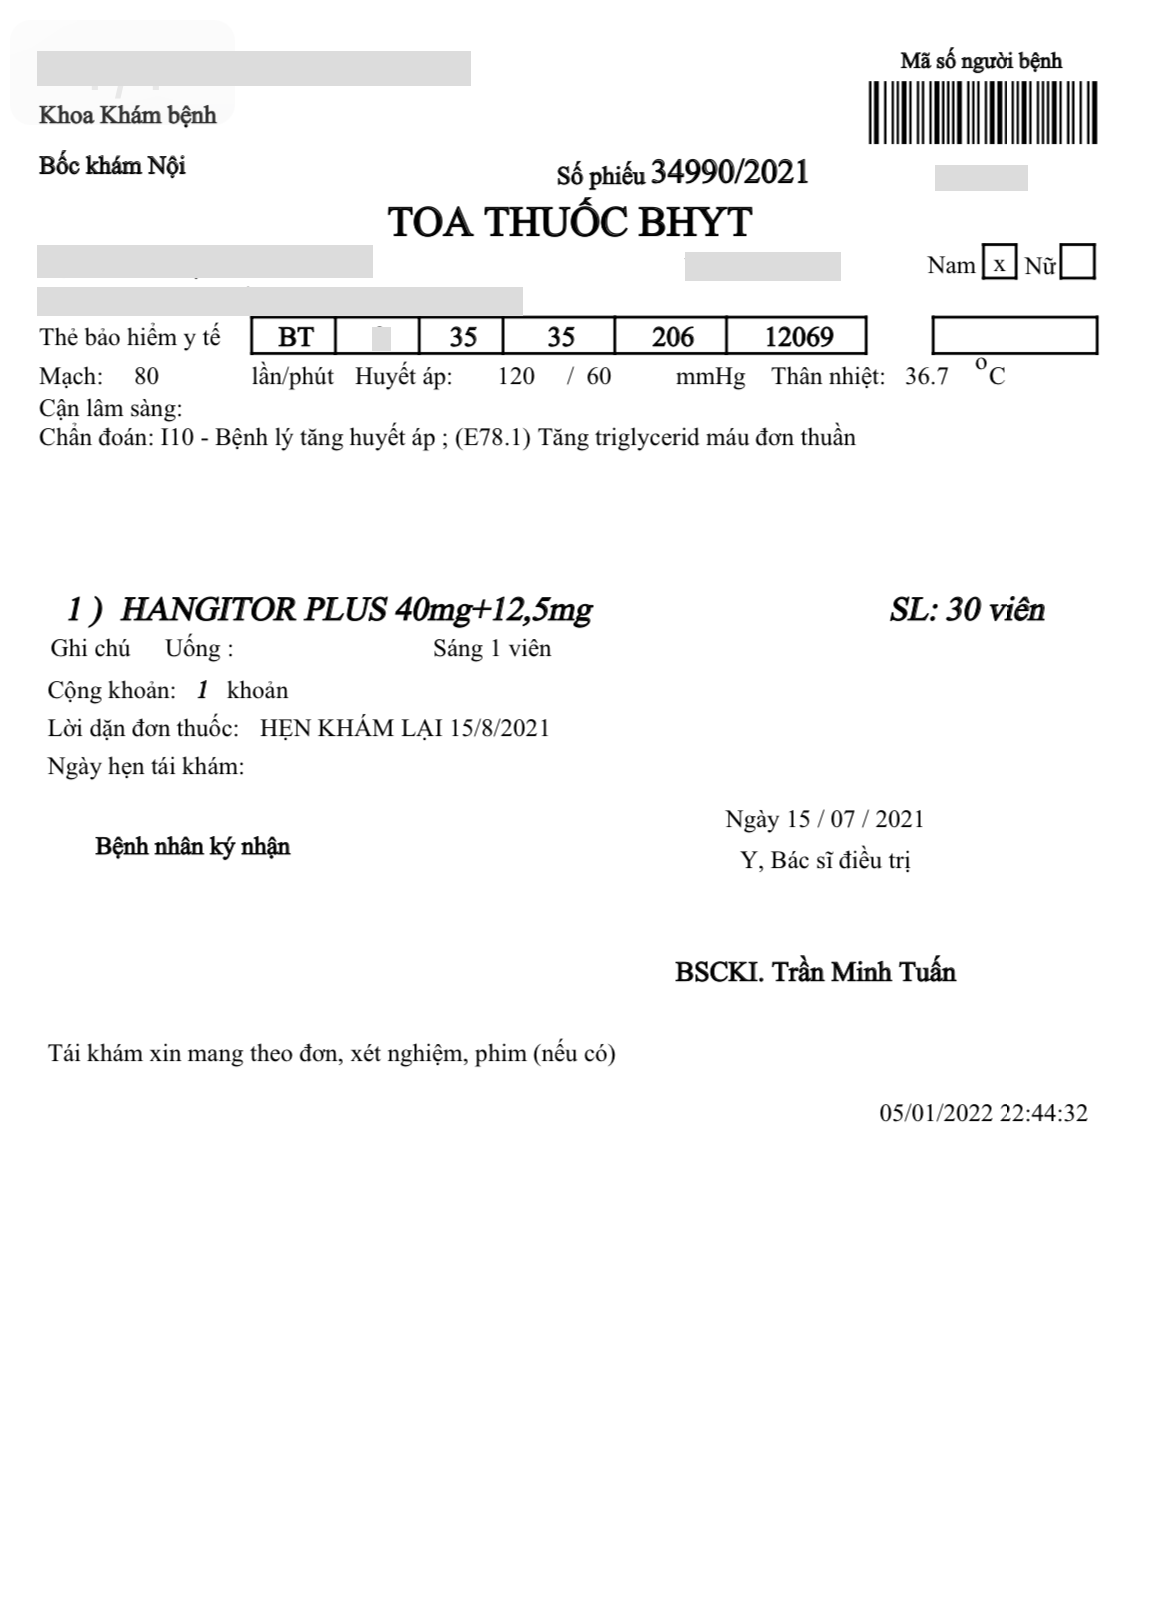 Mã số người bệnh
Khoa Khám bệnh
Bốc khám Nội
Số phiếu 34990/2021
TOA THUỐC BHYT
Nam x Nữ
Thẻ bảo hiểm y tế BT 35 35 206 12069
Mạch: 80 lần/phút Huyết áp: 120 / 60 mmHg Thân nhiệt: 36.7 °C
Cận lâm sàng:
Chẩn đoán: I10 - Bệnh lý tăng huyết áp ; (E78.1) Tăng triglycerid máu đơn thuần
1 ) HANGITOR PLUS 40mg+12,5mg SL: 30 viên
Ghi chú Uống : Sáng 1 viên
Cộng khoản: 1 khoản
Lời dặn đơn thuốc: HẸN KHÁM LẠI 15/8/2021
Ngày hẹn tái khám:
Ngày 15 / 07 / 2021
Bệnh nhân ký nhận
Y, Bác sĩ điều trị
BSCKI. Trần Minh Tuấn
Tái khám xin mang theo đơn, xét nghiệm, phim (nếu có)
05/01/2022 22:44:32